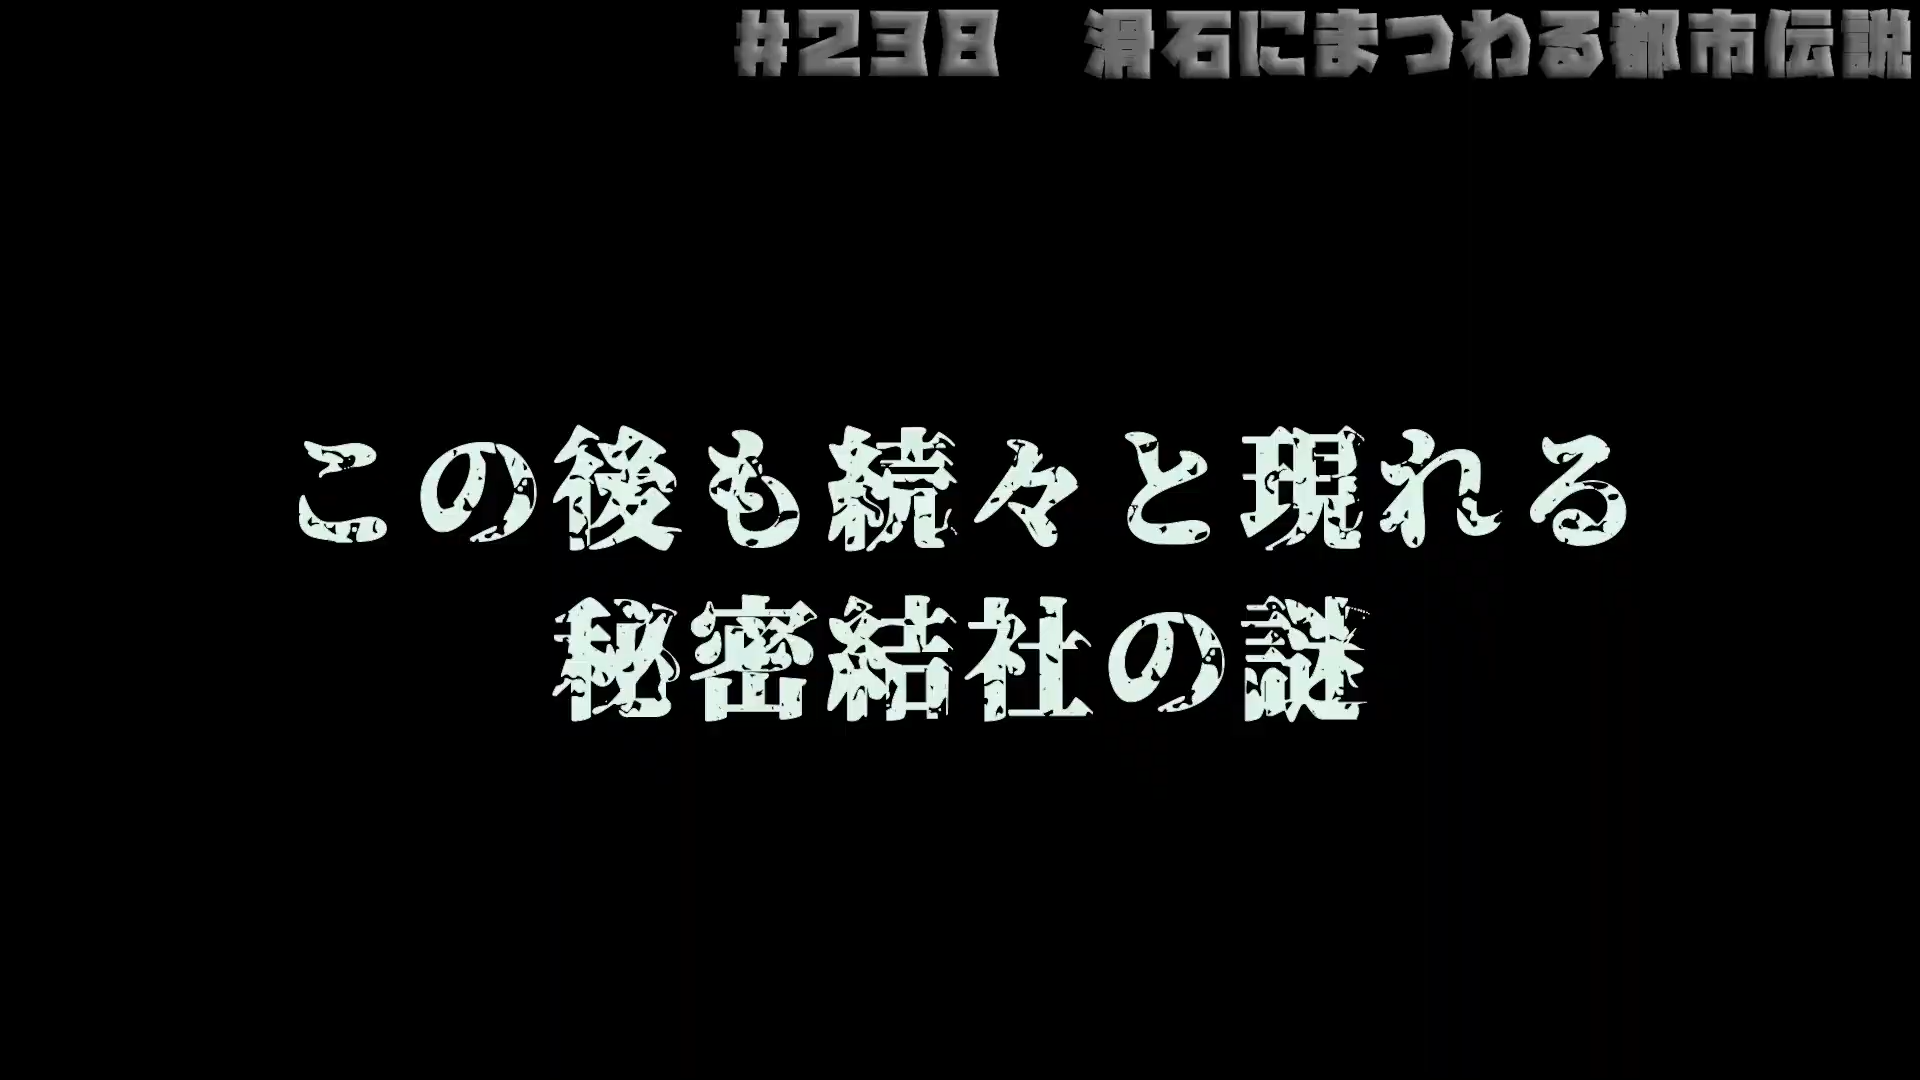 #238　滑石にまつわる都市伝説
この後も続々と現れる
秘密結社の謎